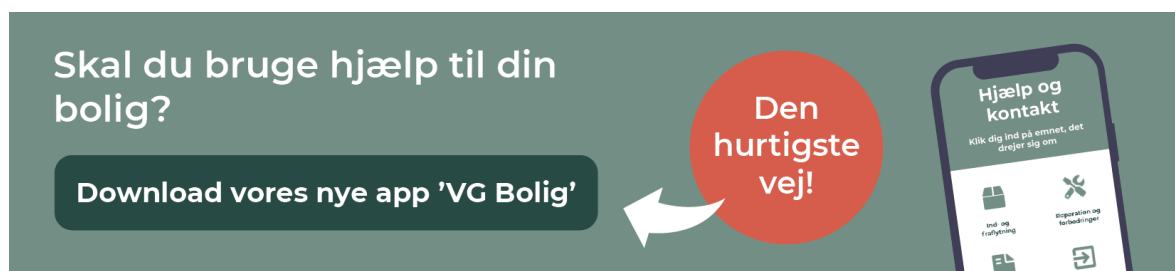 Skal du bruge hjælp til din
bolig?
Download vores nye app ’VG Bolig’
Den
hurtigste
vej!
Hjælp og
kontakt
Klik dig ind på emnet, det
drejer sig om
Ind- og
fraflytning
Reparation og
forbedringer